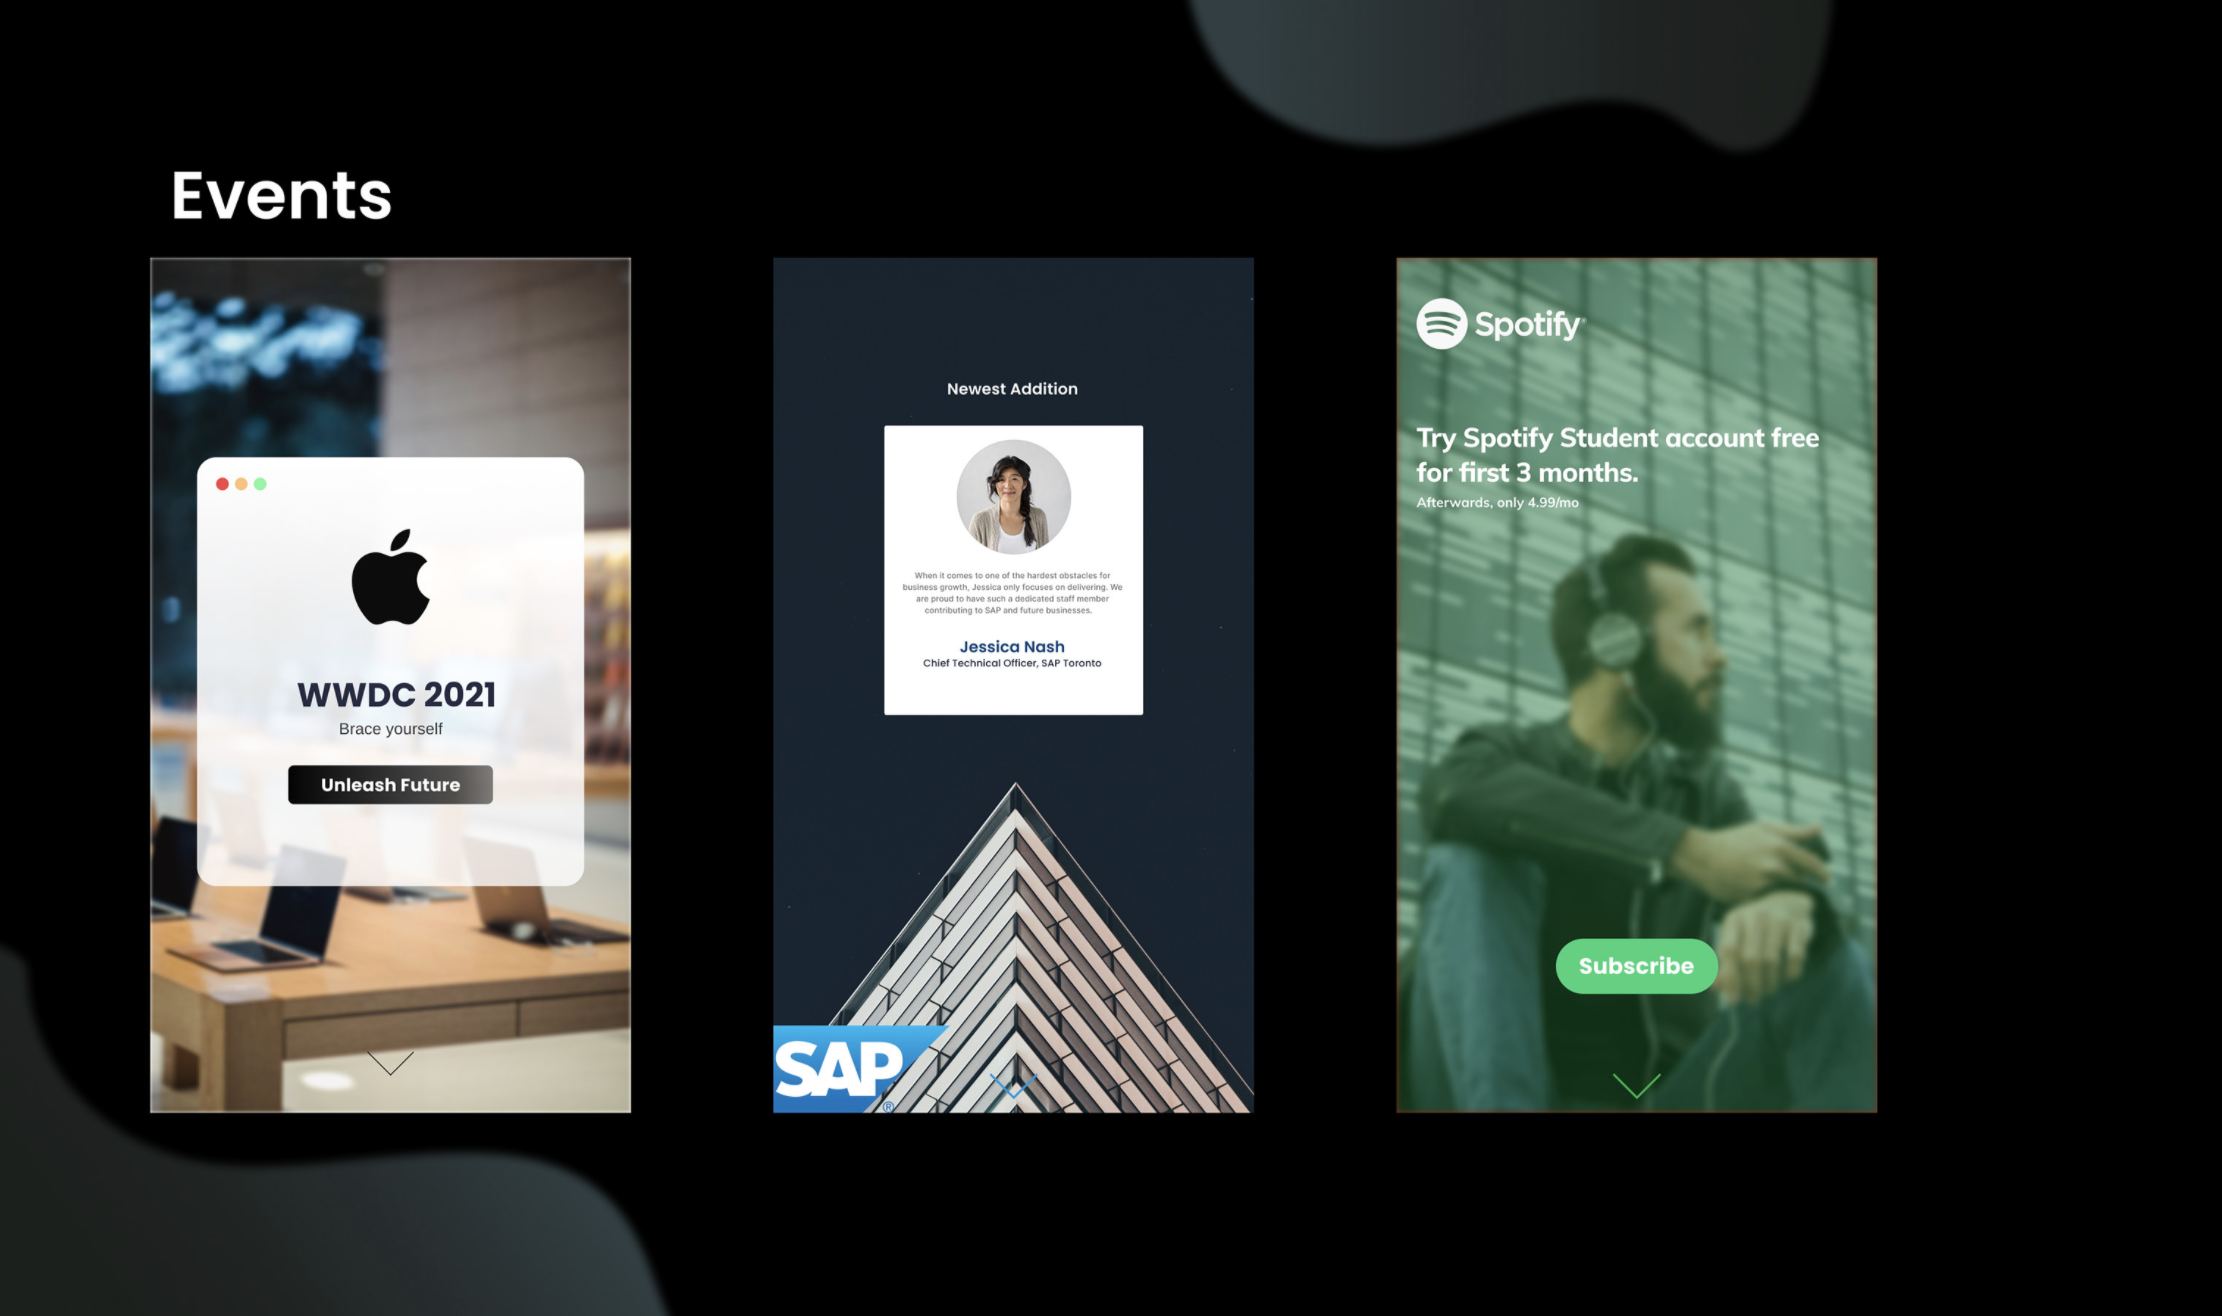 Events
WWDC 2021
Brace yourself
Unleash Future
Newest Addition
When it comes to one of the hardest obstacles for
business growth, Jessica only focuses on delivering. We
are proud to have such a dedicated staff member
contributing to SAP and future businesses.
Jessica Nash
Chief Technical Officer, SAP Toronto
SAP
®
Spotify
Try Spotify Student account free
for first 3 months.
Afterwards, only 4.99/mo
Subscribe